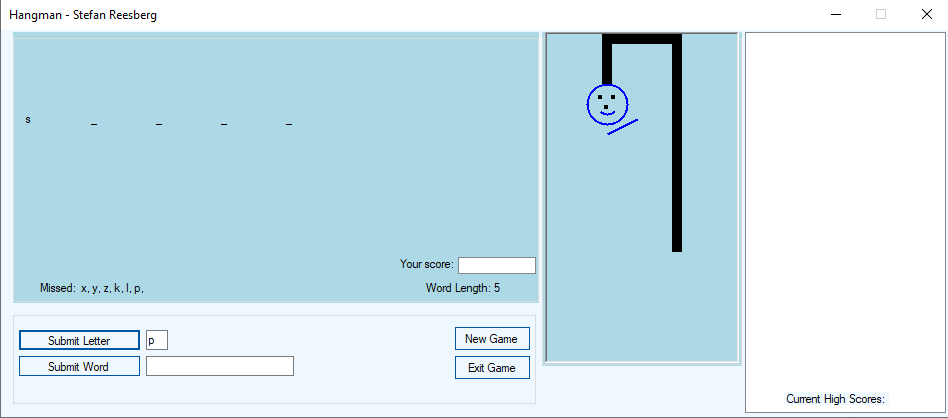 Hangman - Stefan Reesberg
s _ _ _ _
Your score:
Missed: x, y, z, k, l, p,
Word Length: 5
Submit Letter
p
New Game
Submit Word
Exit Game
Current High Scores: